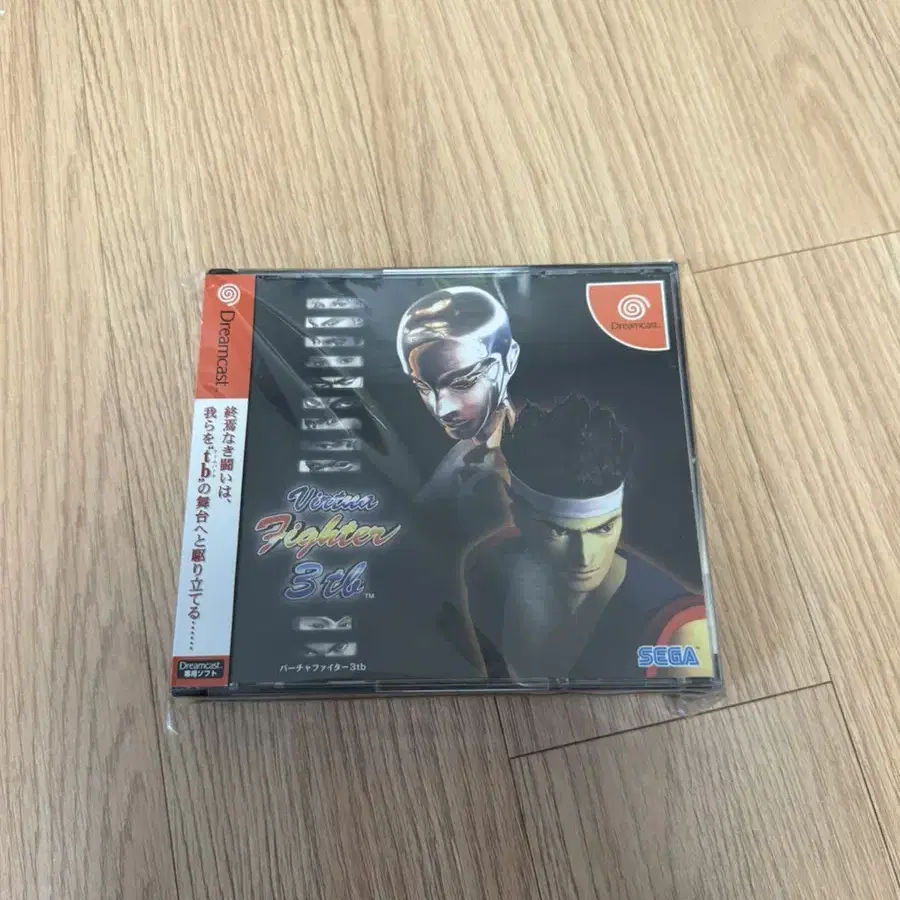 Dreamcast
終焉なき闘いは、
我らを"tb"の舞台へと駆り立てる……
Dreamcast
専用ソフト
Virtua
Fighter
3tb
TM
バーチャファイター3tb
Dreamcast
SEGA